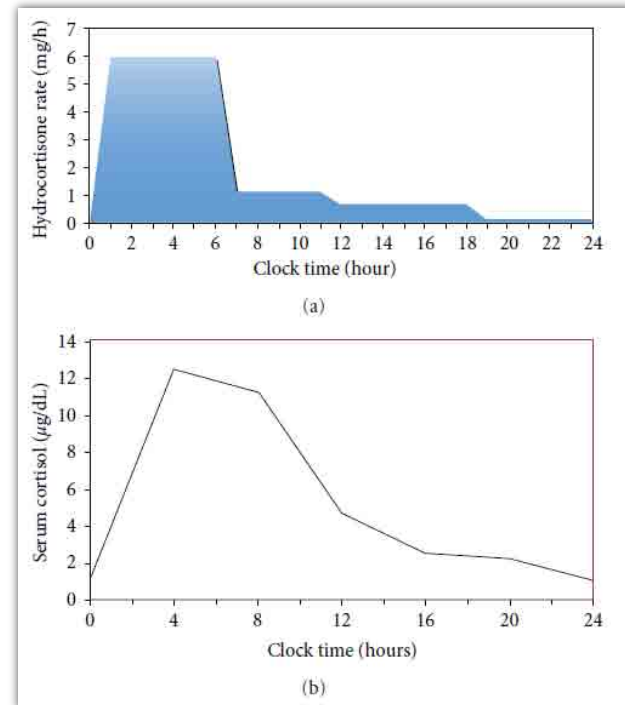 Hydrocortisone rate (mg/h)
7
6
5
4
3
2
1
0
0 2 4 6 8 10 12 14 16 18 20 22 24
Clock time (hour)
(a)
Serum cortisol (µg/dL)
14
12
10
8
6
4
2
0
0 4 8 12 16 20 24
Clock time (hours)
(b)